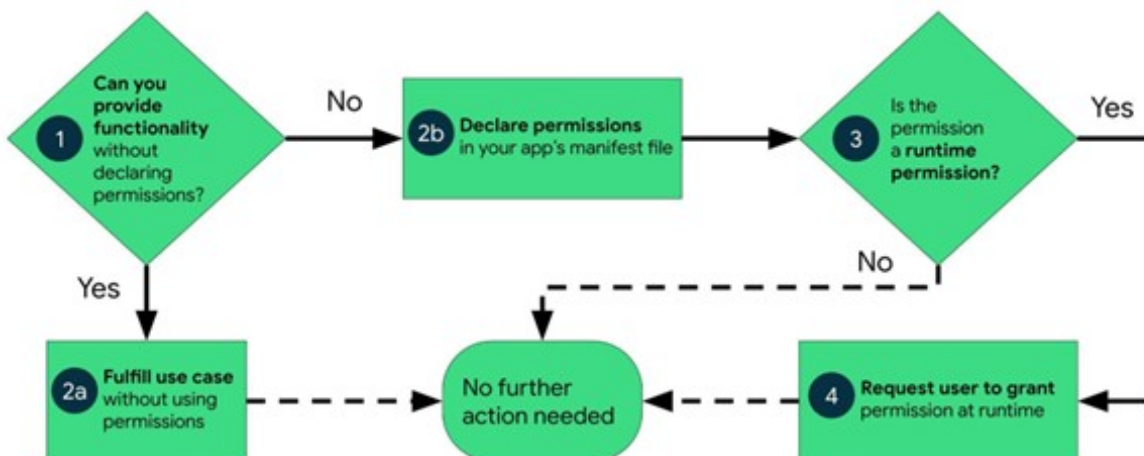 Can you
provide
1 functionality
without
declaring
permissions?
No
2b Declare permissions
in your app's manifest file
Is the
permission
3 a runtime
permission?
Yes
Yes
No
2a Fulfill use case
without using
permissions
No further
action needed
4 Request user to grant
permission at runtime